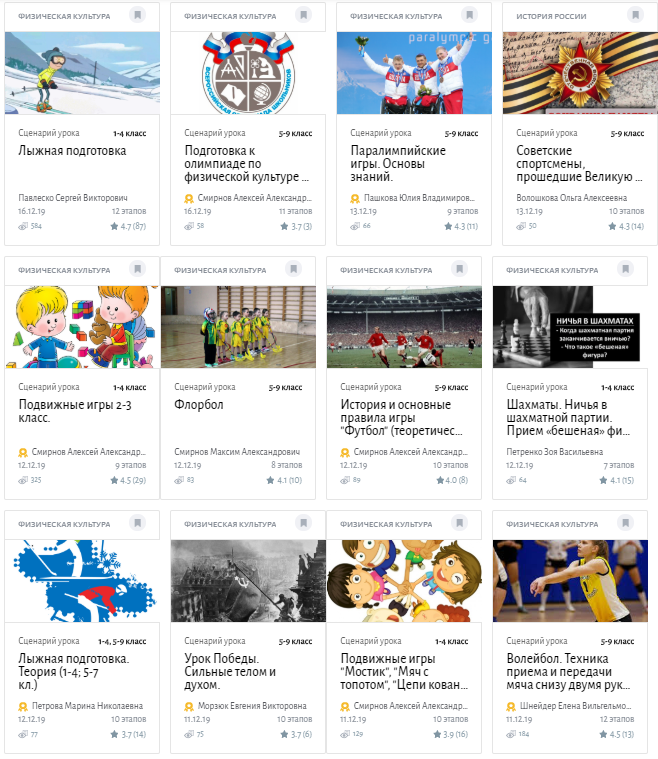 ФИЗИЧЕСКАЯ КУЛЬТУРА
Сценарий урока 1-4 класс
Лыжная подготовка
Павлеско Сергей Викторович
16.12.19 12 этапов
584 4.7 (87)
ФИЗИЧЕСКАЯ КУЛЬТУРА
Сценарий урока 5-9 класс
Подготовка к
олимпиаде по
физической культуре ...
Смирнов Алексей Александр...
16.12.19 11 этапов
58 3.7 (3)
ФИЗИЧЕСКАЯ КУЛЬТУРА
paralympic g
Сценарий урока 5-9 класс
Паралимпийские
игры. Основы
знаний.
Пашкова Юлия Владимиров...
13.12.19 9 этапов
66 4.3 (11)
ИСТОРИЯ РОССИИ
Сценарий урока 5-9 класс
Советские
спортсмены,
прошедшие Великую ...
Волошкова Ольга Алексеевна
13.12.19 10 этапов
50 4.3 (14)
ФИЗИЧЕСКАЯ КУЛЬТУРА
Сценарий урока 1-4 класс
Подвижные игры 2-3
класс.
Смирнов Алексей Александр...
12.12.19 9 этапов
325 4.5 (29)
ФИЗИЧЕСКАЯ КУЛЬТУРА
Сценарий урока 5-9 класс
Флорбол
Смирнов Максим Александрович
12.12.19 8 этапов
83 4.1 (10)
ФИЗИЧЕСКАЯ КУЛЬТУРА
Сценарий урока 5-9 класс
История и основные
правила игры
"Футбол" (теоретичес...
Смирнов Алексей Александр...
12.12.19 10 этапов
89 4.0 (8)
ФИЗИЧЕСКАЯ КУЛЬТУРА
НИЧЬЯ В ШАХМАТАХ
- Когда шахматная партия
заканчивается вничью?
- Что такое «бешеная»
фигура?
Сценарий урока 1-4 класс
Шахматы. Ничья в
шахматной партии.
Прием «бешеная» фи...
Петренко Зоя Васильевна
12.12.19 7 этапов
64 4.1 (15)
ФИЗИЧЕСКАЯ КУЛЬТУРА
Сценарий урока 1-4, 5-9 класс
Лыжная подготовка.
Теория (1-4; 5-7
кл.)
Петрова Марина Николаевна
12.12.19 10 этапов
77 3.7 (14)
ФИЗИЧЕСКАЯ КУЛЬТУРА
Сценарий урока 5-9 класс
Урок Победы.
Сильные телом и
духом.
Морзюк Евгения Викторовна
11.12.19 10 этапов
75 3.7 (6)
ФИЗИЧЕСКАЯ КУЛЬТУРА
Сценарий урока 1-4 класс
Подвижные игры
"Мостик", "Мяч с
топотом", "Цепи кован...
Смирнов Алексей Александр...
11.12.19 10 этапов
129 3.9 (16)
ФИЗИЧЕСКАЯ КУЛЬТУРА
Сценарий урока 5-9 класс
Волейбол. Техника
приема и передачи
мяча снизу двумя рук...
Шнейдер Елена Вильгельмо...
11.12.19 12 этапов
184 4.5 (13)